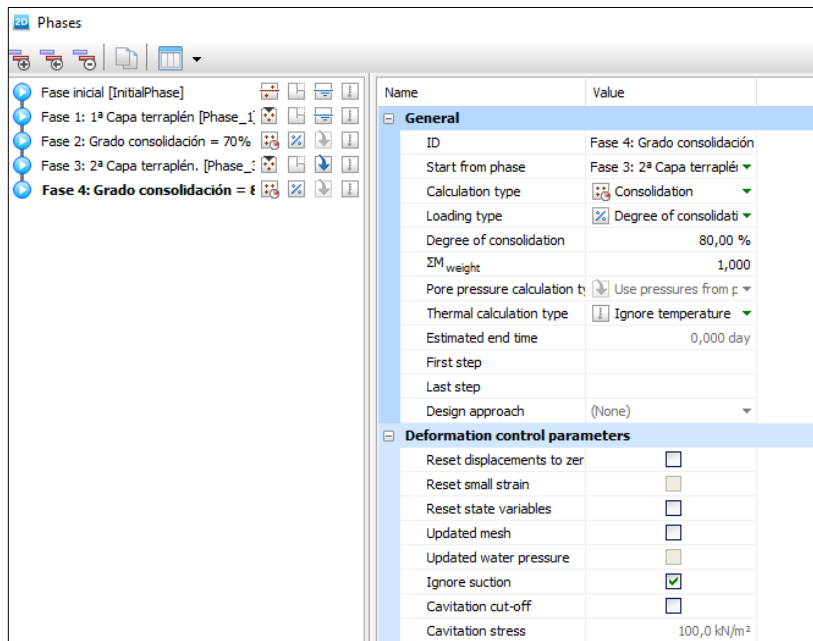 2D Phases
Fase inicial [InitialPhase]
Fase 1: 1ª Capa terraplén [Phase_1]
Fase 2: Grado consolidación = 70%
Fase 3: 2ª Capa terraplén. [Phase_3
Fase 4: Grado consolidación = 8
Name Value
General
ID Fase 4: Grado consolidación
Start from phase Fase 3: 2ª Capa terraplén
Calculation type Consolidation
Loading type Degree of consolidati
Degree of consolidation 80,00 %
ΣM weight 1,000
Pore pressure calculation ty Use pressures from p
Thermal calculation type Ignore temperature
Estimated end time 0,000 day
First step
Last step
Design approach (None)
Deformation control parameters
Reset displacements to zer
Reset small strain
Reset state variables
Updated mesh
Updated water pressure
Ignore suction
Cavitation cut-off
Cavitation stress 100,0 kN/m²